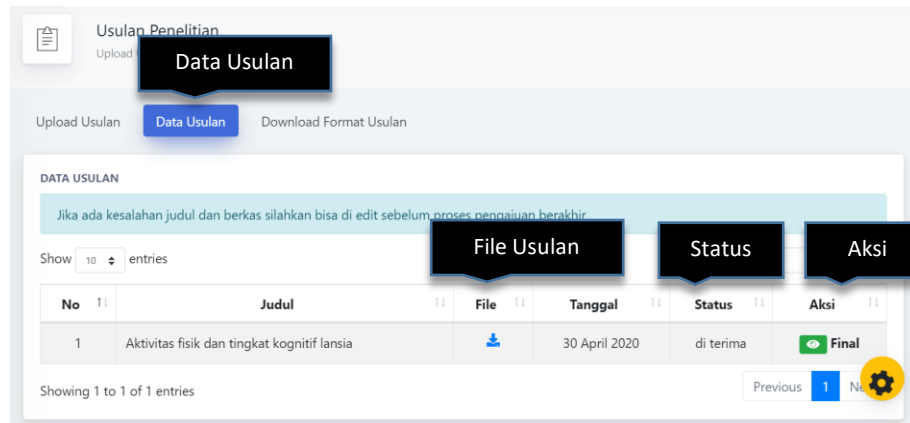 Usulan Penelitian
Upload
Data Usulan
Upload Usulan
Data Usulan
Download Format Usulan
DATA USULAN
Jika ada kesalahan judul dan berkas silahkan bisa di edit sebelum proses pengajuan berakhir
File Usulan
Status
Aksi
Show 10 entries
No Judul File Tanggal Status Aksi
1 Aktivitas fisik dan tingkat kognitif lansia 30 April 2020 di terima Final
Showing 1 to 1 of 1 entries
Previous 1